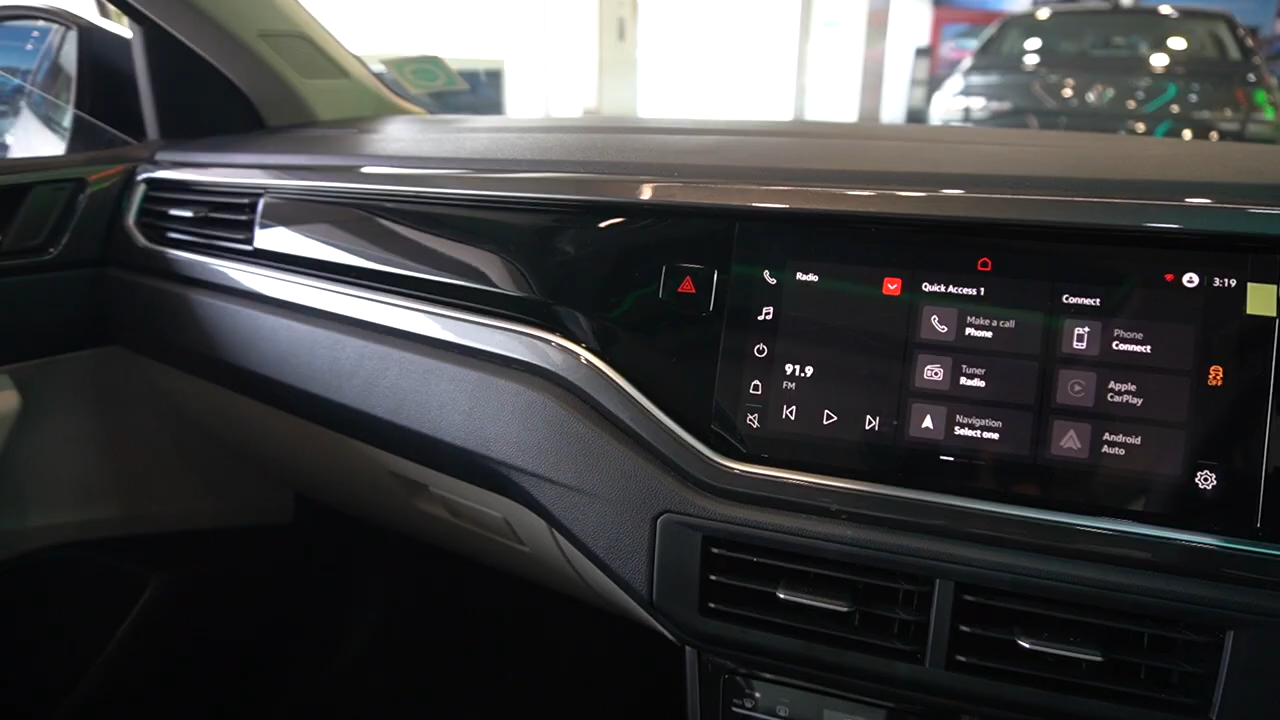 3:19
Radio
Quick Access 1
Connect
Make a call
Phone
Phone
Connect
91.9
FM
Tuner
Radio
Apple
CarPlay
OFF
Navigation
Select one
Android
Auto